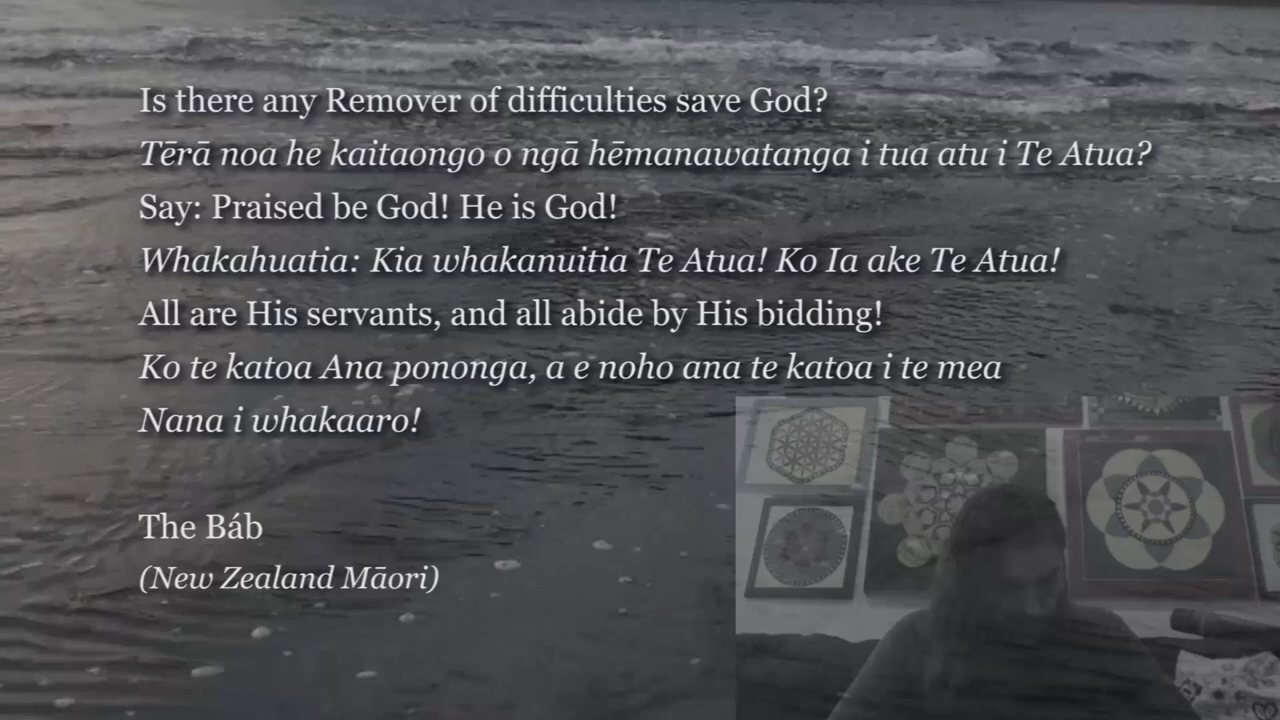 Is there any Remover of difficulties save God?
Tērā noa he kaitaongo o ngā hēmanawatanga i tua atu i Te Atua?
Say: Praised be God! He is God!
Whakahuatia: Kia whakanuitia Te Atua! Ko Ia ake Te Atua!
All are His servants, and all abide by His bidding!
Ko te katoa Ana pononga, a e noho ana te katoa i te mea
Nana i whakaaro!
The Báb
(New Zealand Māori)